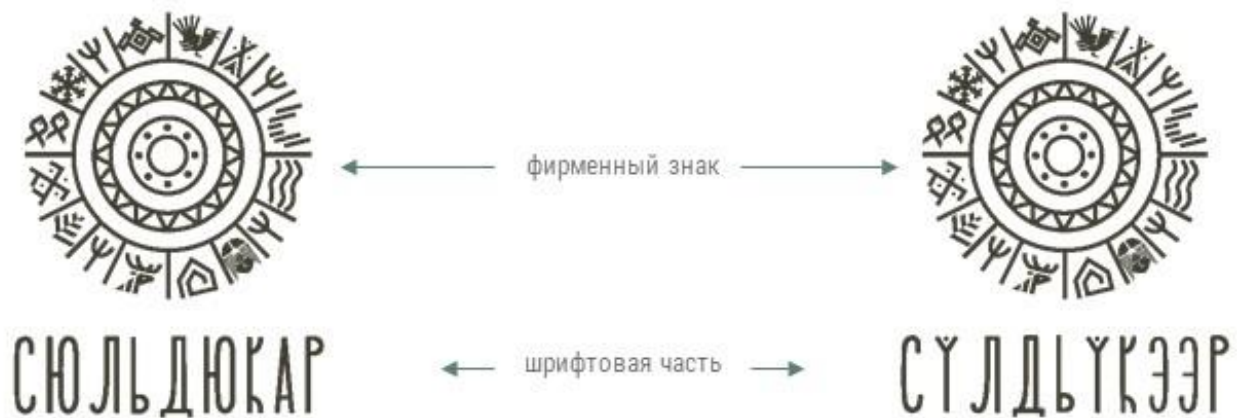 фирменный знак
СЮЛЬДЮКАР
шрифтовая часть
СҮЛДЬҮКЭЭР